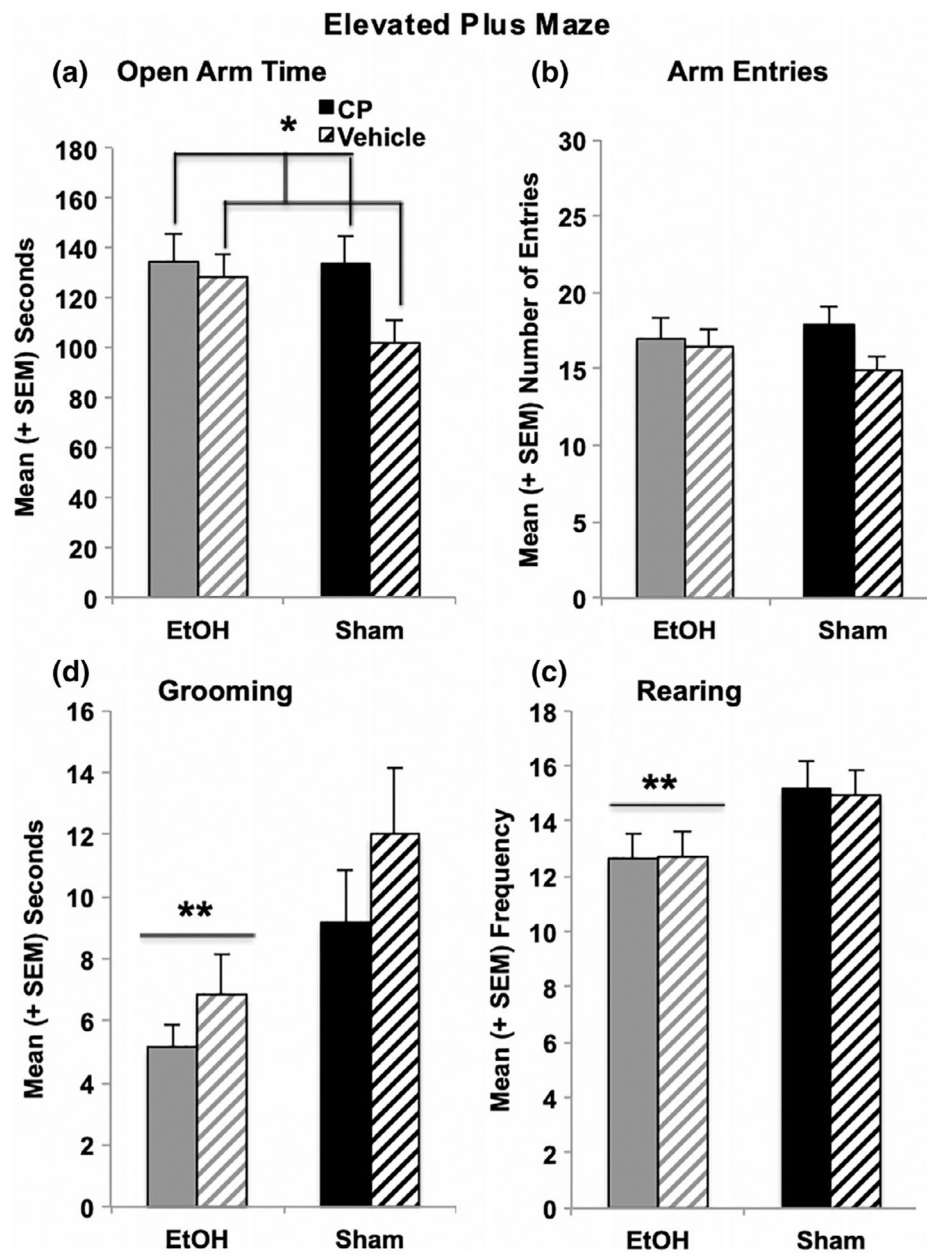 Elevated Plus Maze
(a) Open Arm Time
CP
Vehicle
*
Mean (+ SEM) Seconds
180
160
140
120
100
80
60
40
20
0
EtOH Sham
(b) Arm Entries
Mean (+ SEM) Number of Entries
30
25
20
15
10
5
0
EtOH Sham
(d) Grooming
Mean (+ SEM) Seconds
16
14
12
10
8
6
4
2
0
**
EtOH Sham
(c) Rearing
Mean (+ SEM) Frequency
18
16
14
12
10
8
6
4
2
0
**
EtOH Sham